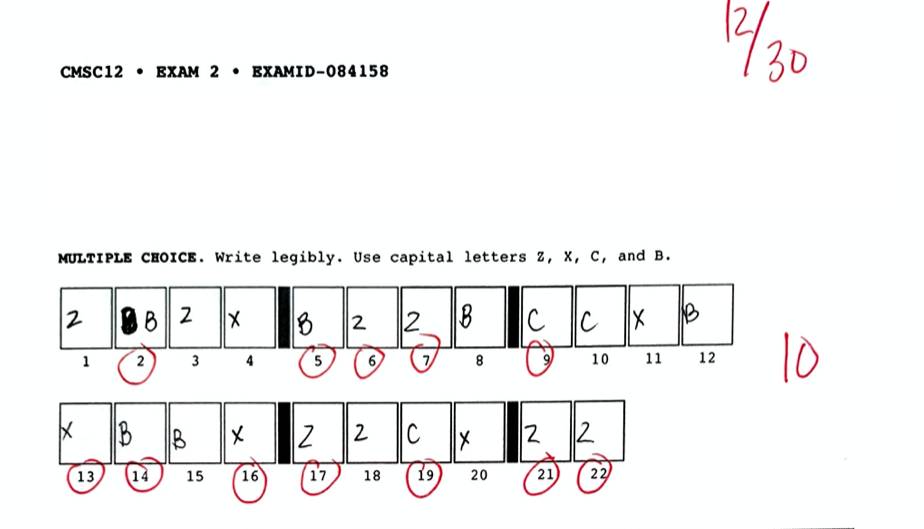 12/30
CMSC12 • EXAM 2 • EXAMID-084158
MULTIPLE CHOICE. Write legibly. Use capital letters Z, X, C, and B.
Z B Z X B Z Z B C C X B
1 2 3 4 5 6 7 8 9 10 11 12
10
X B B X Z Z C X Z Z
13 14 15 16 17 18 19 20 21 22